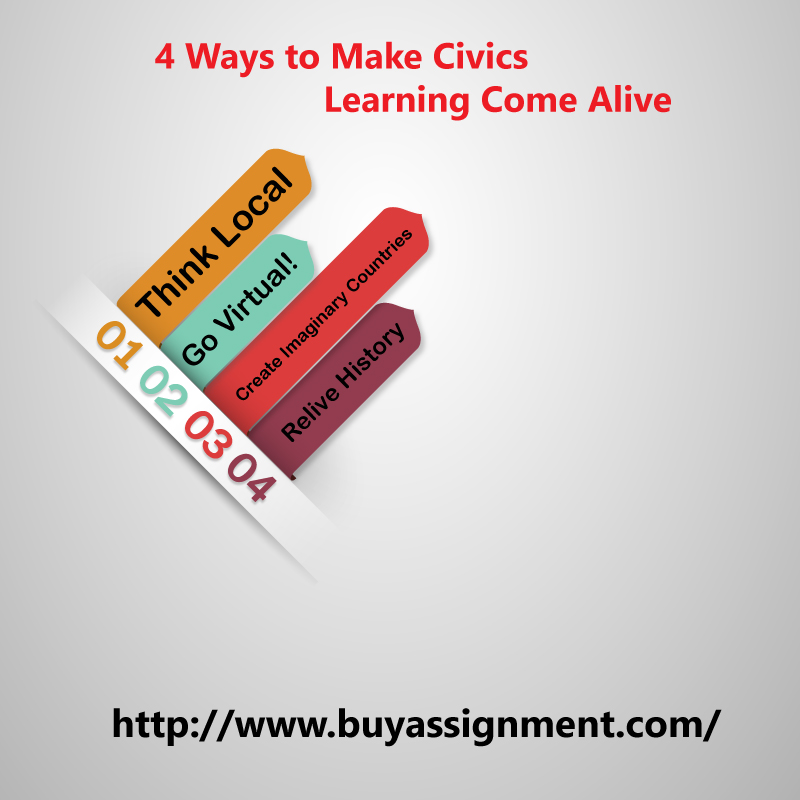 4 Ways to Make Civics
Learning Come Alive
01 Think Local
02 Go Virtual!
03 Create Imaginary Countries
04 Relive History
http://www.buyassignment.com/